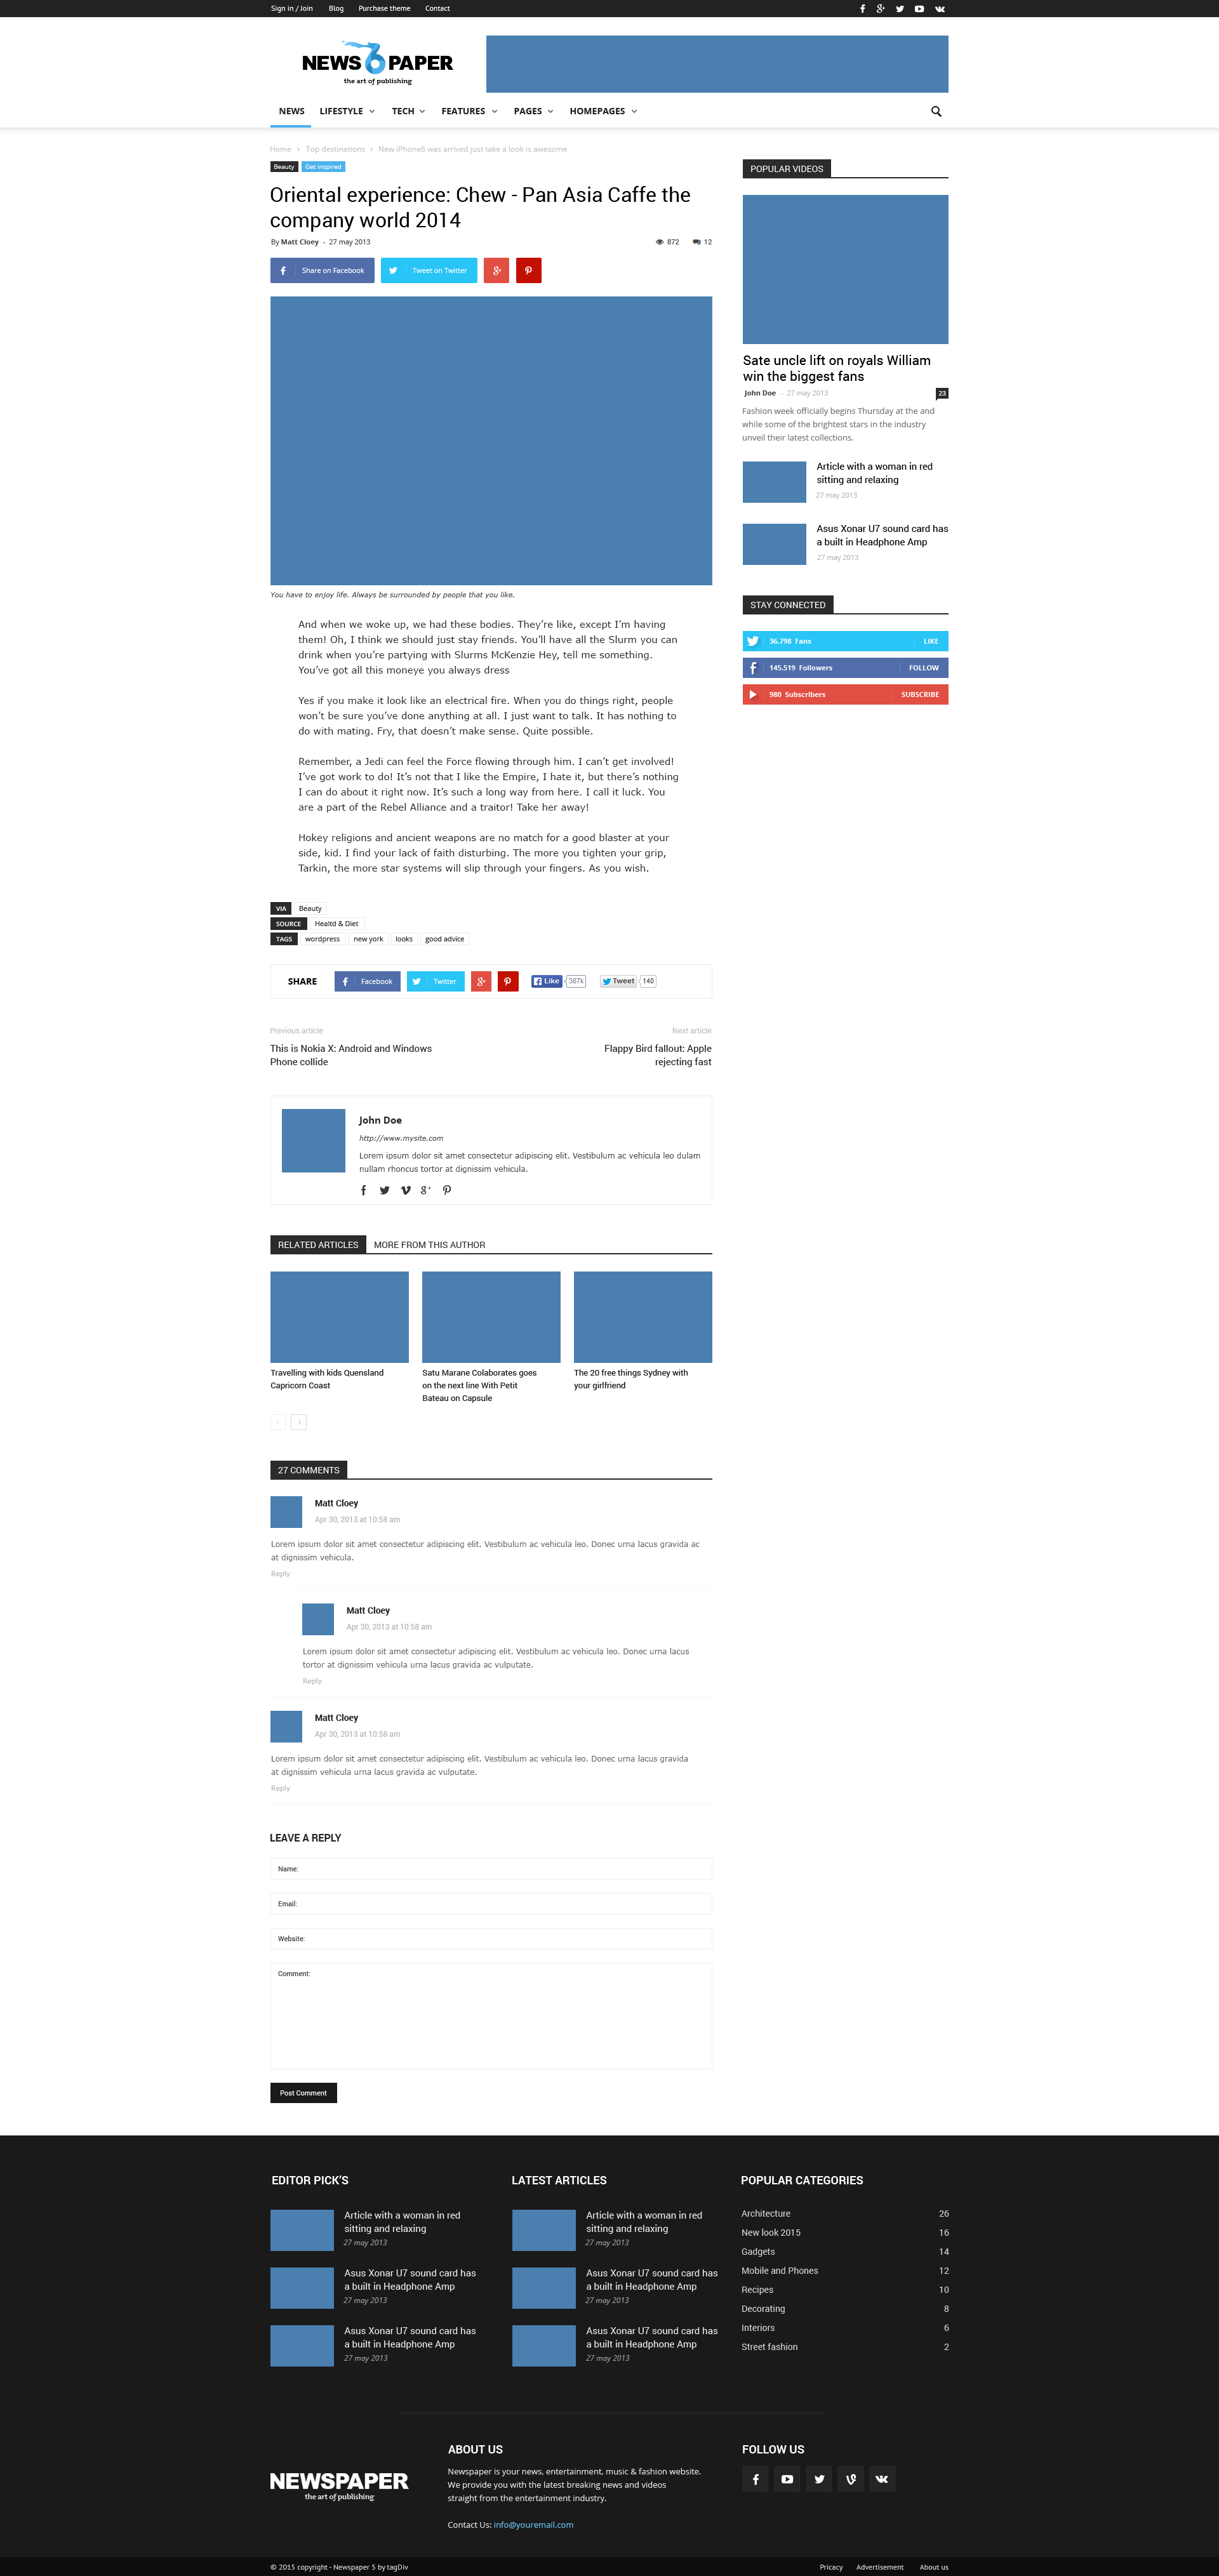 Sign in / Join Blog Purchase theme Contact
NEWS 6 PAPER
the art of publishing
NEWS LIFESTYLE TECH FEATURES PAGES HOMEPAGES
Home › Top destinations › New iPhone6 was arrived just take a look is awesome
Beauty Get inspired
Oriental experience: Chew - Pan Asia Caffe the
company world 2014
By Matt Cloey - 27 may 2013 872 12
Share on Facebook Tweet on Twitter
You have to enjoy life. Always be surrounded by people that you like.
And when we woke up, we had these bodies. They're like, except I'm having
them! Oh, I think we should just stay friends. You'll have all the Slurm you can
drink when you're partying with Slurms McKenzie Hey, tell me something.
You've got all this moneye you always dress
Yes if you make it look like an electrical fire. When you do things right, people
won't be sure you've done anything at all. I just want to talk. It has nothing to
do with mating. Fry, that doesn't make sense. Quite possible.
Remember, a Jedi can feel the Force flowing through him. I can't get involved!
I've got work to do! It's not that I like the Empire, I hate it, but there's nothing
I can do about it right now. It's such a long way from here. I call it luck. You
are a part of the Rebel Alliance and a traitor! Take her away!
Hokey religions and ancient weapons are no match for a good blaster at your
side, kid. I find your lack of faith disturbing. The more you tighten your grip,
Tarkin, the more star systems will slip through your fingers. As you wish.
VIA Beauty
SOURCE Healtd & Diet
TAGS wordpress new york looks good advice
SHARE Facebook Twitter Like 387k Tweet 140
Previous article
This is Nokia X: Android and Windows
Phone collide
Next article
Flappy Bird fallout: Apple
rejecting fast
John Doe
http://www.mysite.com
Lorem ipsum dolor sit amet consectetur adipiscing elit. Vestibulum ac vehicula leo dulam
nullam rhoncus tortor at dignissim vehicula.
RELATED ARTICLES MORE FROM THIS AUTHOR
Travelling with kids Quensland
Capricorn Coast
Satu Marane Colaborates goes
on the next line With Petit
Bateau on Capsule
The 20 free things Sydney with
your girlfriend
27 COMMENTS
Matt Cloey
Apr 30, 2013 at 10:58 am
Lorem ipsum dolor sit amet consectetur adipiscing elit. Vestibulum ac vehicula leo. Donec urna lacus gravida ac
at dignissim vehicula.
Reply
Matt Cloey
Apr 30, 2013 at 10:58 am
Lorem ipsum dolor sit amet consectetur adipiscing elit. Vestibulum ac vehicula leo. Donec urna lacus
tortor at dignissim vehicula urna lacus gravida ac vulputate.
Reply
Matt Cloey
Apr 30, 2013 at 10:58 am
Lorem ipsum dolor sit amet consectetur adipiscing elit. Vestibulum ac vehicula leo. Donec urna lacus gravida
at dignissim vehicula urna lacus gravida ac vulputate.
Reply
LEAVE A REPLY
Name:
Email:
Website:
Comment:
Post Comment
POPULAR VIDEOS
Sate uncle lift on royals William
win the biggest fans
John Doe - 27 may 2013 23
Fashion week officially begins Thursday at the and
while some of the brightest stars in the industry
unveil their latest collections.
Article with a woman in red
sitting and relaxing
27 may 2013
Asus Xonar U7 sound card has
a built in Headphone Amp
27 may 2013
STAY CONNECTED
36.798 Fans LIKE
145.519 Followers FOLLOW
980 Subscribers SUBSCRIBE
EDITOR PICK'S
Article with a woman in red
sitting and relaxing
27 may 2013
Asus Xonar U7 sound card has
a built in Headphone Amp
27 may 2013
Asus Xonar U7 sound card has
a built in Headphone Amp
27 may 2013
LATEST ARTICLES
Article with a woman in red
sitting and relaxing
27 may 2013
Asus Xonar U7 sound card has
a built in Headphone Amp
27 may 2013
Asus Xonar U7 sound card has
a built in Headphone Amp
27 may 2013
POPULAR CATEGORIES
Architecture 26
New look 2015 16
Gadgets 14
Mobile and Phones 12
Recipes 10
Decorating 8
Interiors 6
Street fashion 2
NEWSPAPER
the art of publishing
ABOUT US
Newspaper is your news, entertainment, music & fashion website.
We provide you with the latest breaking news and videos
straight from the entertainment industry.
Contact Us: info@youremail.com
FOLLOW US
© 2015 copyright - Newspaper 5 by tagDiv Pricacy Advertisement About us